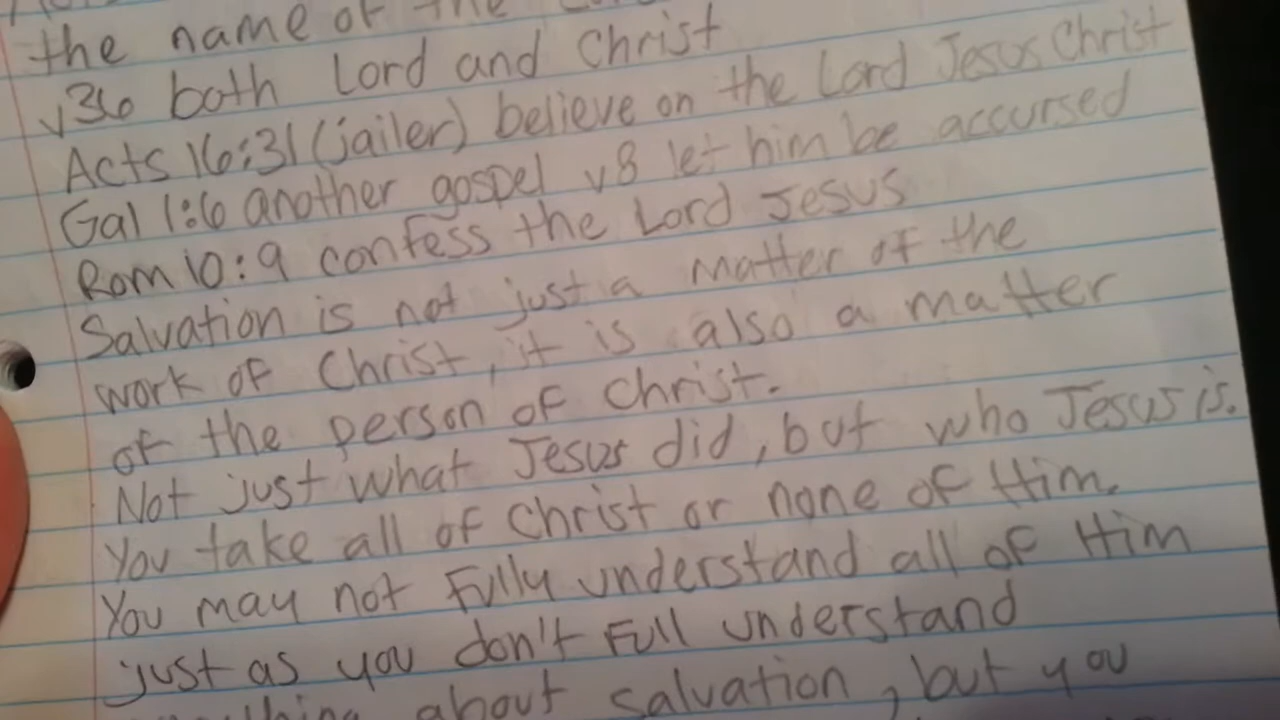 the name of the
v36 both Lord and Christ
Acts 16:31 (jailer) believe on the Lord Jesus Christ
Gal 1:6 another gospel v8 let him be accursed
Rom 10:9 confess the Lord Jesus
Salvation is not just a matter of the
work of Christ, it is also a matter
of the person of Christ.
Not just what Jesus did, but who Jesus is.
You take all of Christ or none of Him.
You may not fully understand all of Him
just as you don't full understand
about salvation, but you